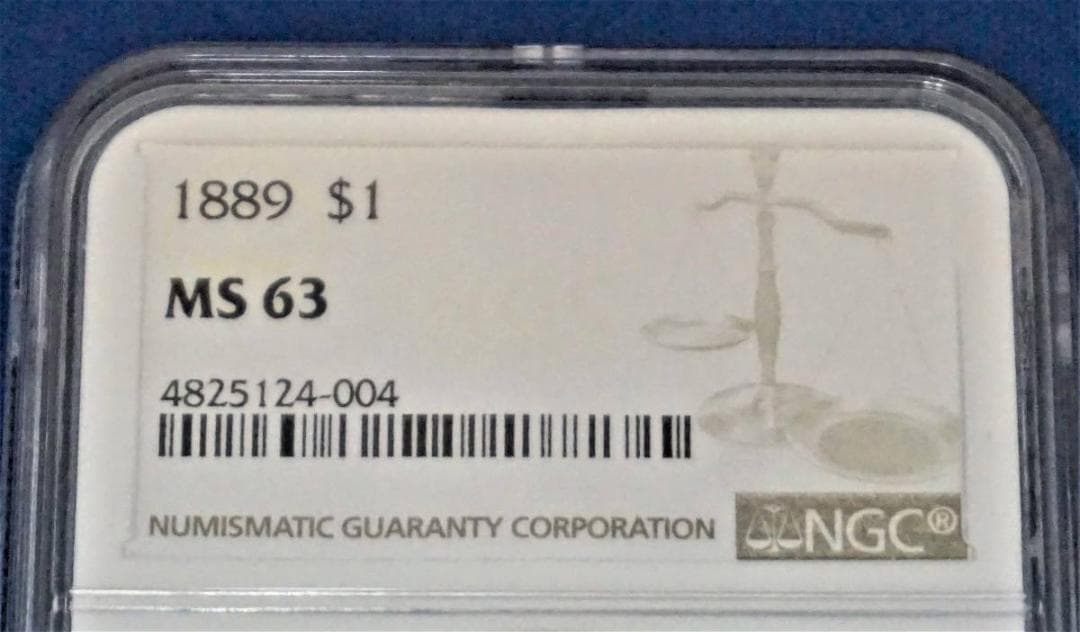 1889 $1
MS 63
4825124-004
NUMISMATIC GUARANTY CORPORATION NGC®